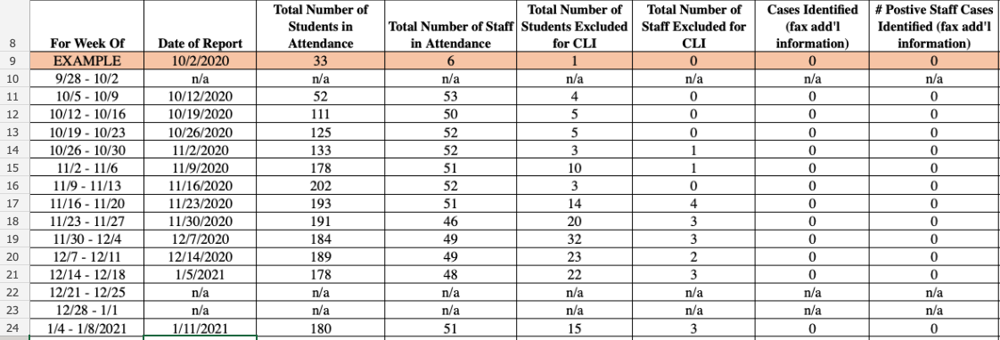 8 For Week Of Date of Report Total Number of Students in Attendance Total Number of Staff in Attendance Total Number of Students Excluded for CLI Total Number of Staff Excluded for CLI Cases Identified (fax add'l information) # Postive Staff Cases Identified (fax add'l information)
9 EXAMPLE 10/2/2020 33 6 1 0 0 0
10 9/28 - 10/2 n/a n/a n/a n/a n/a n/a n/a
11 10/5 - 10/9 10/12/2020 52 53 4 0 0 0
12 10/12 - 10/16 10/19/2020 111 50 5 0 0 0
13 10/19 - 10/23 10/26/2020 125 52 5 0 0 0
14 10/26 - 10/30 11/2/2020 133 52 3 1 0 0
15 11/2 - 11/6 11/9/2020 178 51 10 1 0 0
16 11/9 - 11/13 11/16/2020 202 52 3 0 0 0
17 11/16 - 11/20 11/23/2020 193 51 14 4 0 0
18 11/23 - 11/27 11/30/2020 191 46 20 3 0 0
19 11/30 - 12/4 12/7/2020 184 49 32 3 0 0
20 12/7 - 12/11 12/14/2020 189 49 23 2 0 0
21 12/14 - 12/18 1/5/2021 178 48 22 3 0 0
22 12/21 - 12/25 n/a n/a n/a n/a n/a n/a n/a
23 12/28 - 1/1 n/a n/a n/a n/a n/a n/a n/a
24 1/4 - 1/8/2021 1/11/2021 180 51 15 3 0 0